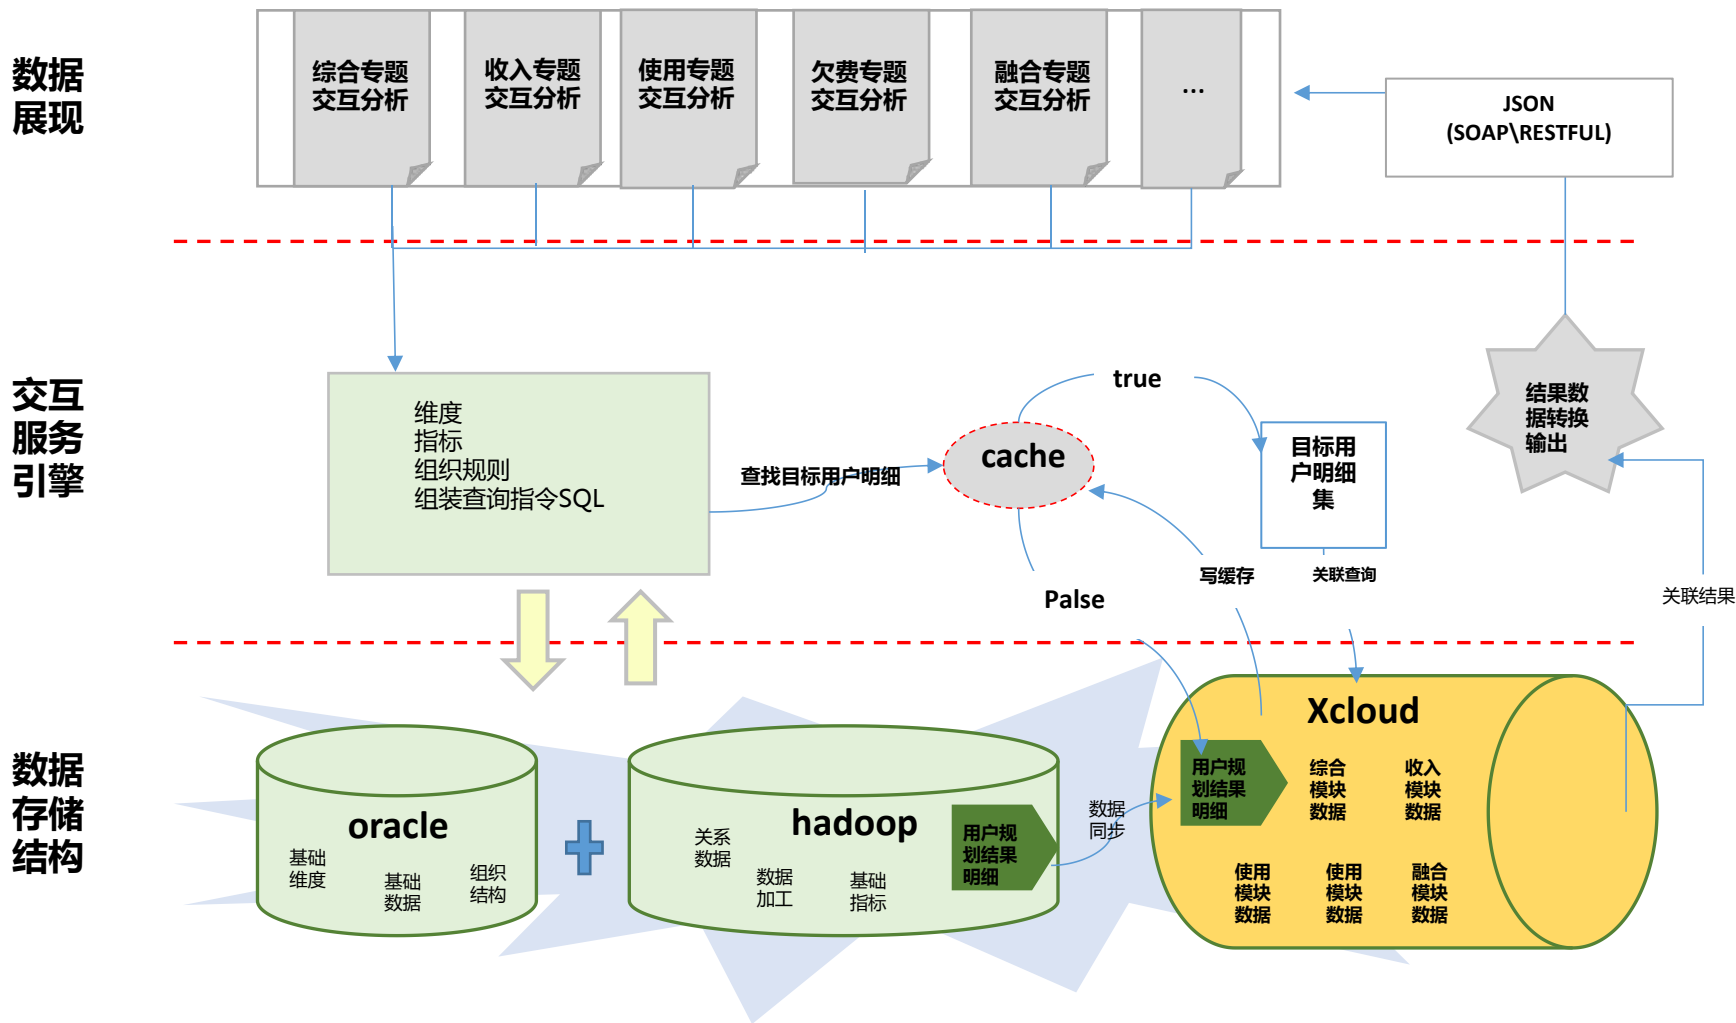 数据
展现
综合专题
交互分析
收入专题
交互分析
使用专题
交互分析
欠费专题
交互分析
融合专题
交互分析
...
JSON
(SOAP\RESTFUL)
交互
服务
引擎
维度
指标
组织规则
组装查询指令SQL
查找目标用户明细
cache
true
Palse
目标用
户明细
集
写缓存
关联查询
结果数
据转换
输出
关联结果
数据
存储
结构
oracle
基础
维度
基础
数据
组织
结构
hadoop
关系
数据
数据
加工
基础
指标
用户规
划结果
明细
数据
同步
Xcloud
用户规
划结果
明细
综合
模块
数据
收入
模块
数据
使用
模块
数据
使用
模块
数据
融合
模块
数据